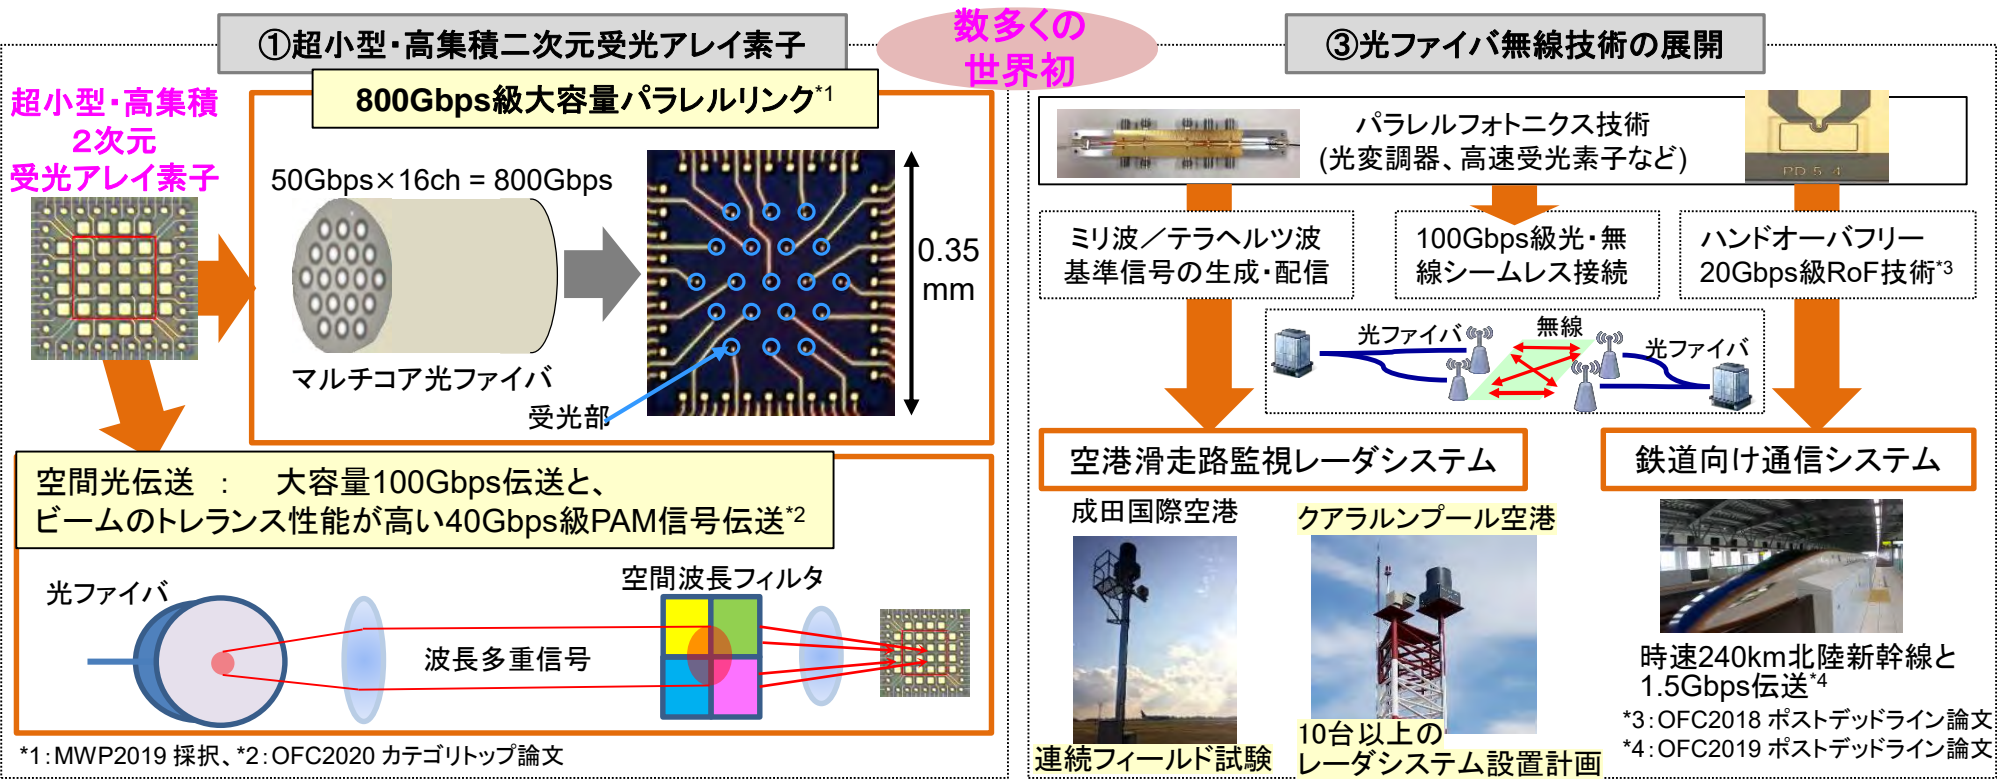 ①超小型・高集積二次元受光アレイ素子
数多くの
世界初
③光ファイバ無線技術の展開
超小型・高集積
２次元
受光アレイ素子
800Gbps級大容量パラレルリンク*1
50Gbps×16ch = 800Gbps
マルチコア光ファイバ
受光部
0.35
mm
空間光伝送 ： 大容量100Gbps伝送と、
ビームのトレランス性能が高い40Gbps級PAM信号伝送*2
光ファイバ
波長多重信号
空間波長フィルタ
*1：MWP2019 採択、*2：OFC2020 カテゴリトップ論文
パラレルフォトニクス技術
(光変調器、高速受光素子など)
PD 5 4
ミリ波／テラヘルツ波
基準信号の生成・配信
100Gbps級光・無
線シームレス接続
ハンドオーバフリー
20Gbps級RoF技術*3
光ファイバ
無線
光ファイバ
空港滑走路監視レーダシステム
成田国際空港
連続フィールド試験
クアラルンプール空港
10台以上の
レーダシステム設置計画
鉄道向け通信システム
時速240km北陸新幹線と
1.5Gbps伝送*4
*3：OFC2018 ポストデッドライン論文
*4：OFC2019 ポストデッドライン論文